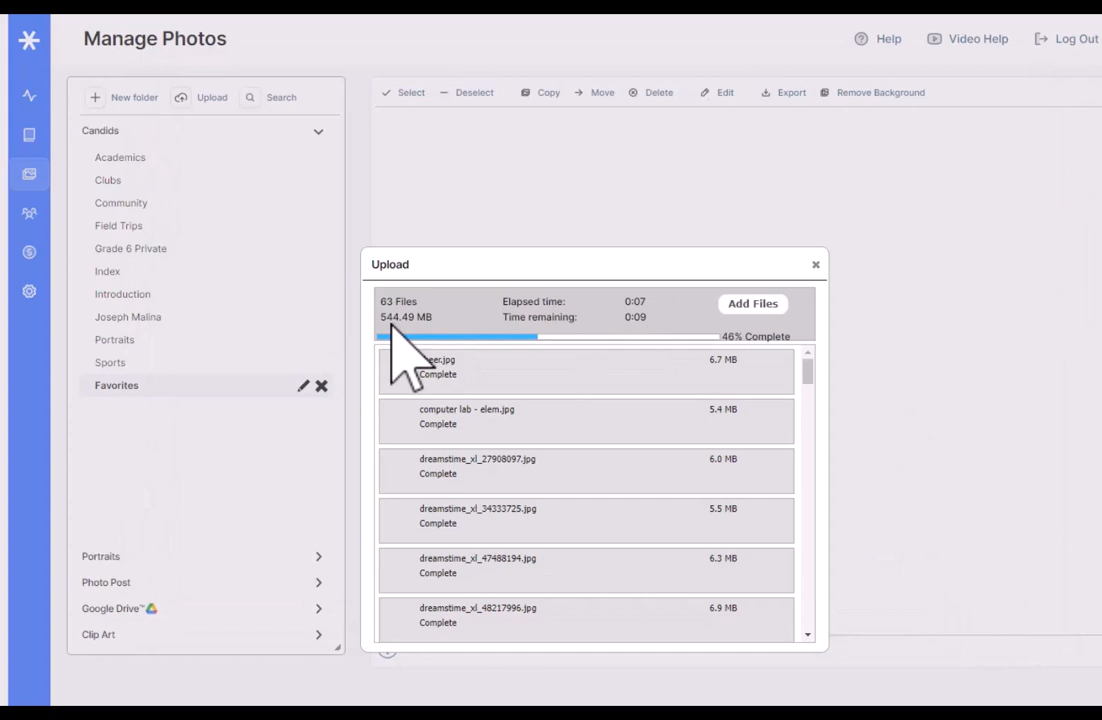 Manage Photos
Help
Video Help
Log Out
New folder
Upload
Search
Select
Deselect
Copy
Move
Delete
Edit
Export
Remove Background
Candids
Academics
Clubs
Community
Field Trips
Grade 6 Private
Index
Introduction
Joseph Malina
Portraits
Sports
Favorites
Portraits
Photo Post
Google Drive™
Clip Art
Upload
63 Files
Elapsed time: 0:07
Add Files
544.49 MB
Time remaining: 0:09
46% Complete
6.7 MB
Complete
computer lab - elem.jpg 5.4 MB
Complete
dreamstime_xl_27908097.jpg 6.0 MB
Complete
dreamstime_xl_34333725.jpg 5.5 MB
Complete
dreamstime_xl_47488194.jpg 6.3 MB
Complete
dreamstime_xl_48217996.jpg 6.9 MB
Complete